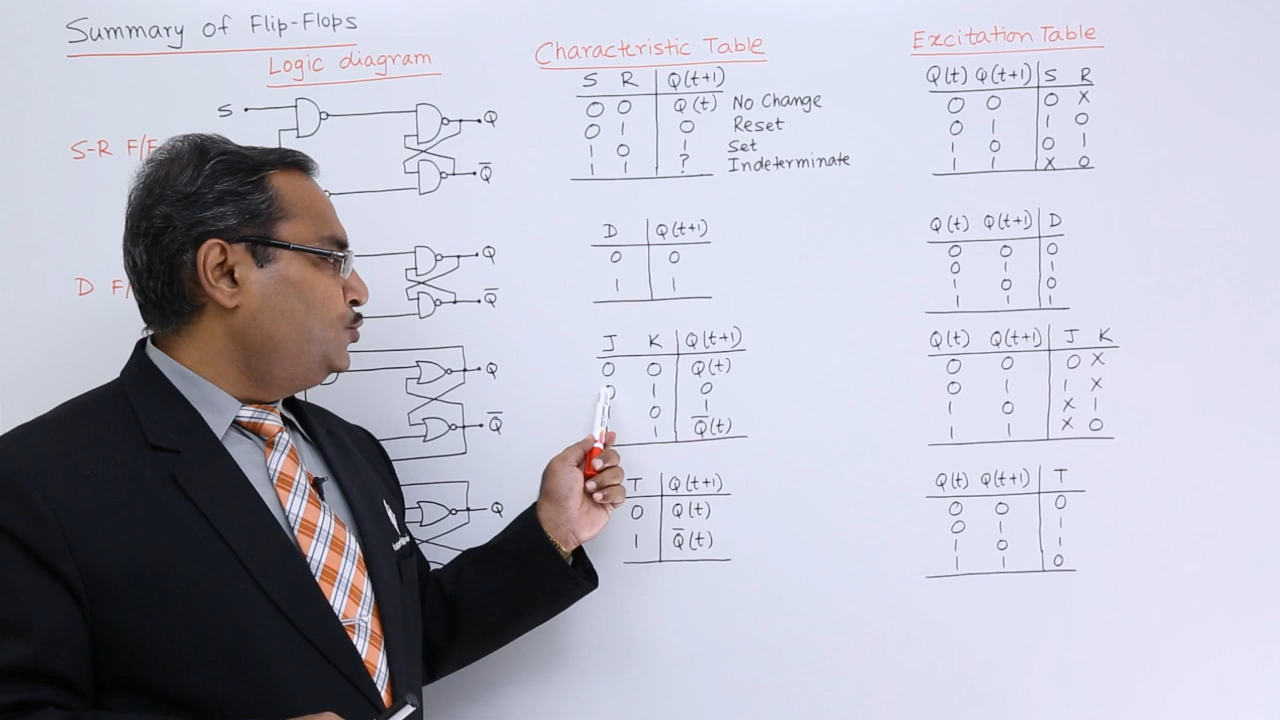 Summary of Flip-Flops
Logic diagram
Characteristic Table
Excitation Table
S-R F/F
S
Q
Q̅
S R Q(t+1)
0 0 Q(t) No Change
0 1 0 Reset
1 0 1 Set
1 1 ? Indeterminate
Q(t) Q(t+1) S R
0 0 0 X
0 1 1 0
1 0 0 1
1 1 X 0
D F/
Q
Q̅
D Q(t+1)
0 0
1 1
Q(t) Q(t+1) D
0 0 0
0 1 1
1 0 0
1 1 1
Q
Q̅
J K Q(t+1)
0 0 Q(t)
0 1 0
0 1
1 Q̅(t)
Q(t) Q(t+1) J K
0 0 0 X
0 1 1 X
1 0 X 1
1 1 X 0
Q
T Q(t+1)
0 Q(t)
1 Q̅(t)
Q(t) Q(t+1) T
0 0 0
0 1 1
1 0 1
1 1 0